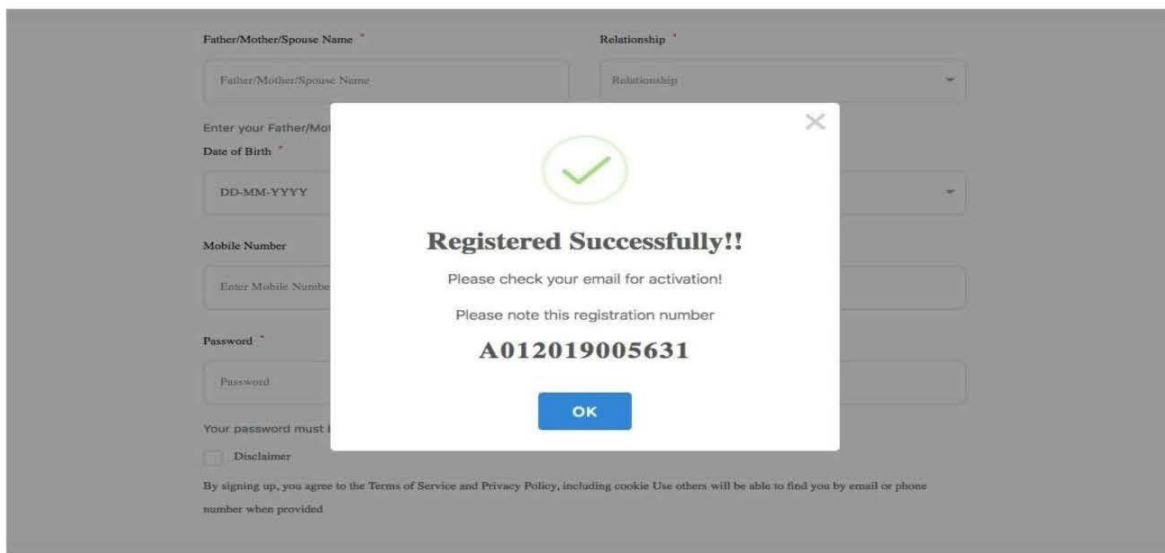 Father/Mother/Spouse Name *
Relationship *
Father/Mother/Spouse Name
Relationship
Enter your Father/Mot
Date of Birth *
DD-MM-YYYY
Registered Successfully!!
Mobile Number
Please check your email for activation!
Enter Mobile Numbe
Please note this registration number
Password *
A012019005631
Password
OK
Your password must
Disclaimer
By signing up, you agree to the Terms of Service and Privacy Policy, including cookie Use others will be able to find you by email or phone
number when provided